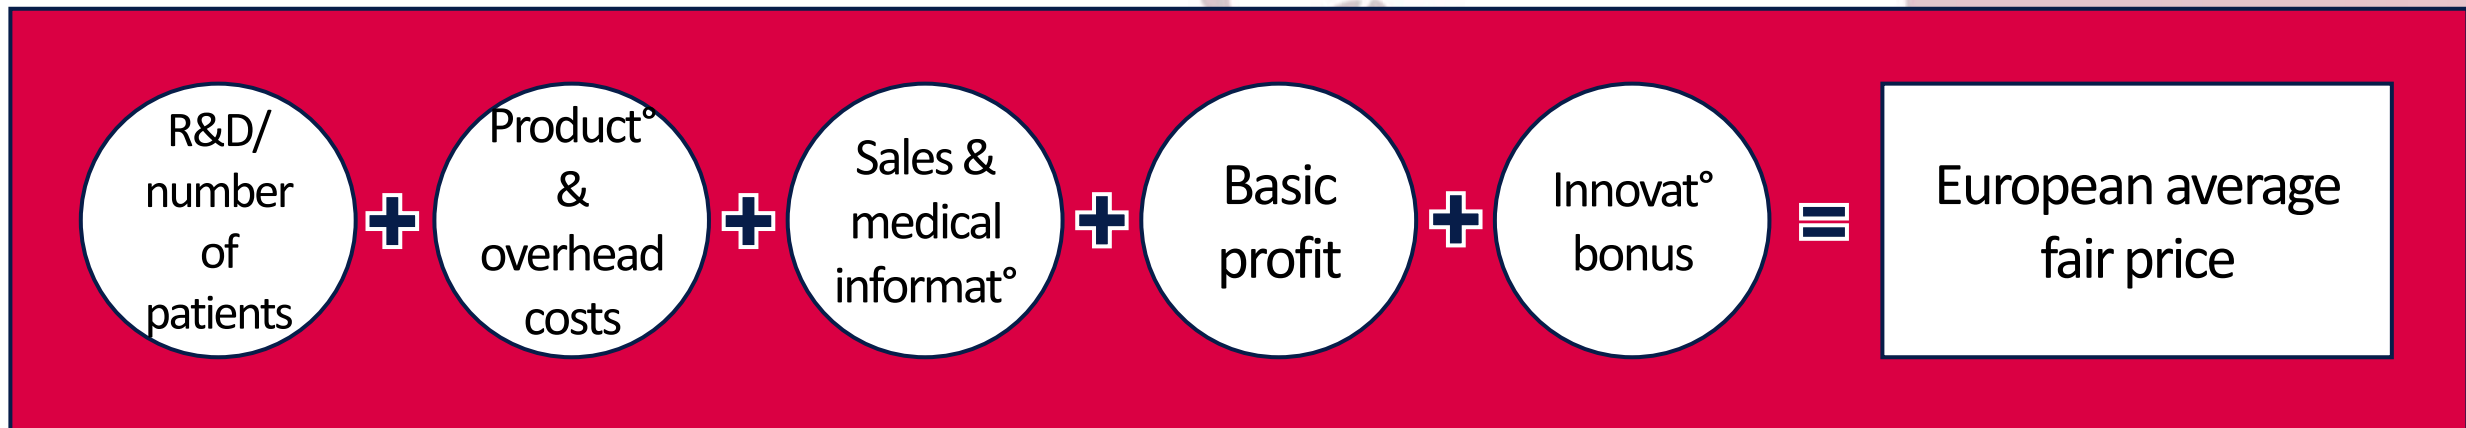 R&D/
number
of
patients
Product°
&
overhead
costs
Sales &
medical
informat°
Basic
profit
Innovat°
bonus
European average
fair price